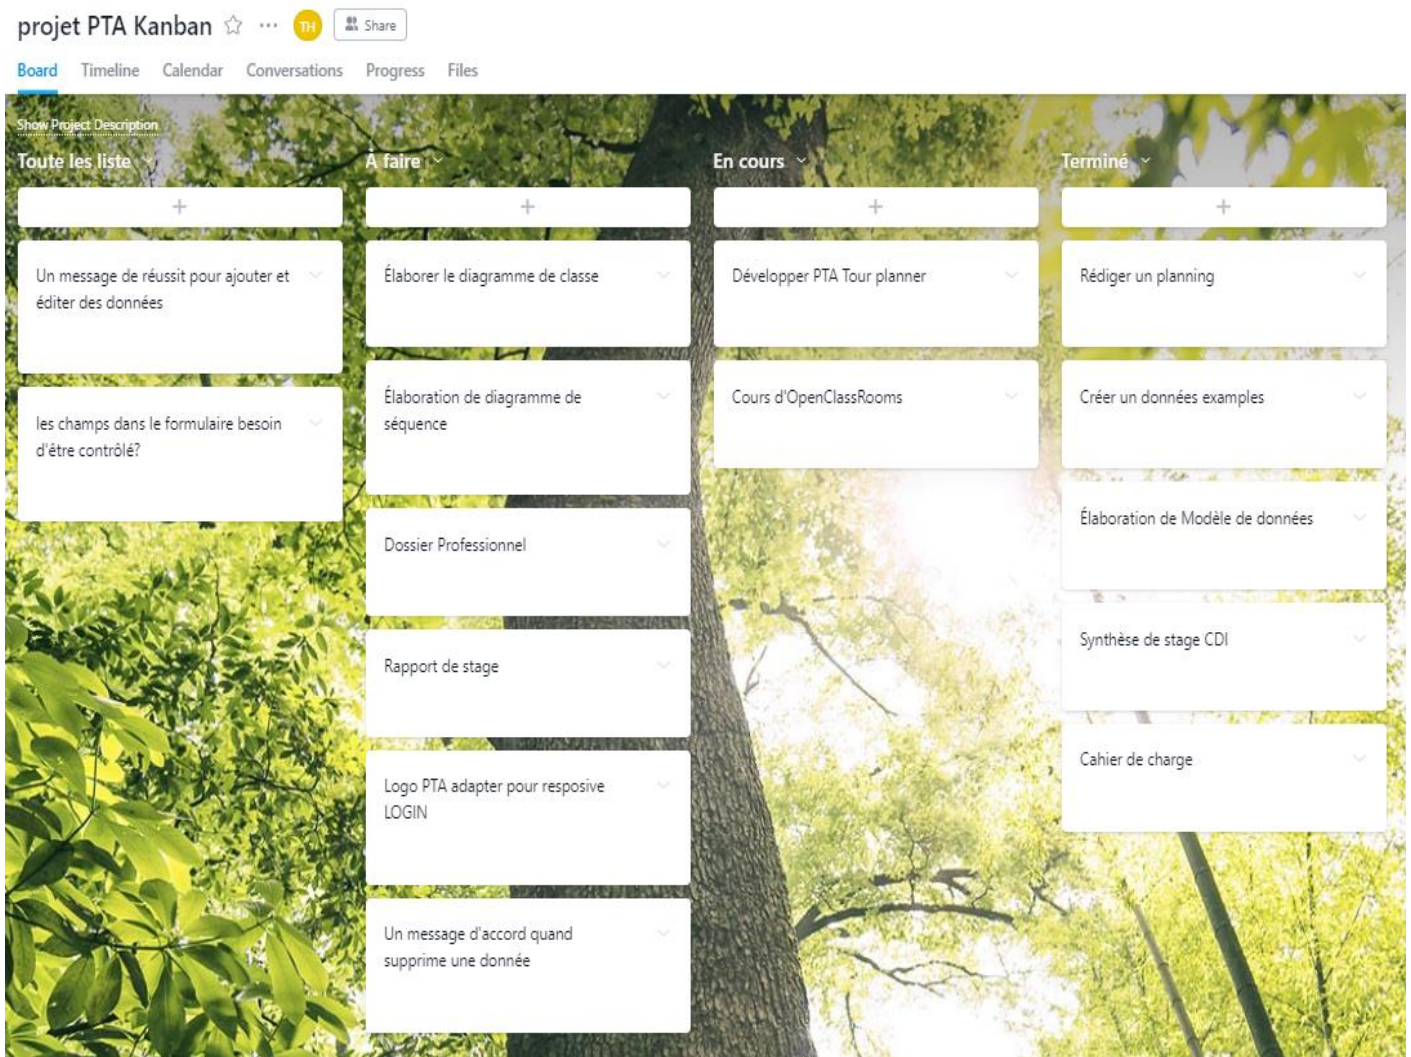 projet PTA Kanban
TH
Share
Board Timeline Calendar Conversations Progress Files
Show Project Description
Toute les liste
Un message de réussit pour ajouter et
éditer des données
les champs dans le formulaire besoin
d'être contrôlé?
À faire
Élaborer le diagramme de classe
Élaboration de diagramme de
séquence
Dossier Professionnel
Rapport de stage
Logo PTA adapter pour resposive
LOGIN
Un message d'accord quand
supprime une donnée
En cours
Développer PTA Tour planner
Cours d'OpenClassRooms
Terminé
Rédiger un planning
Créer un données examples
Élaboration de Modèle de données
Synthèse de stage CDI
Cahier de charge